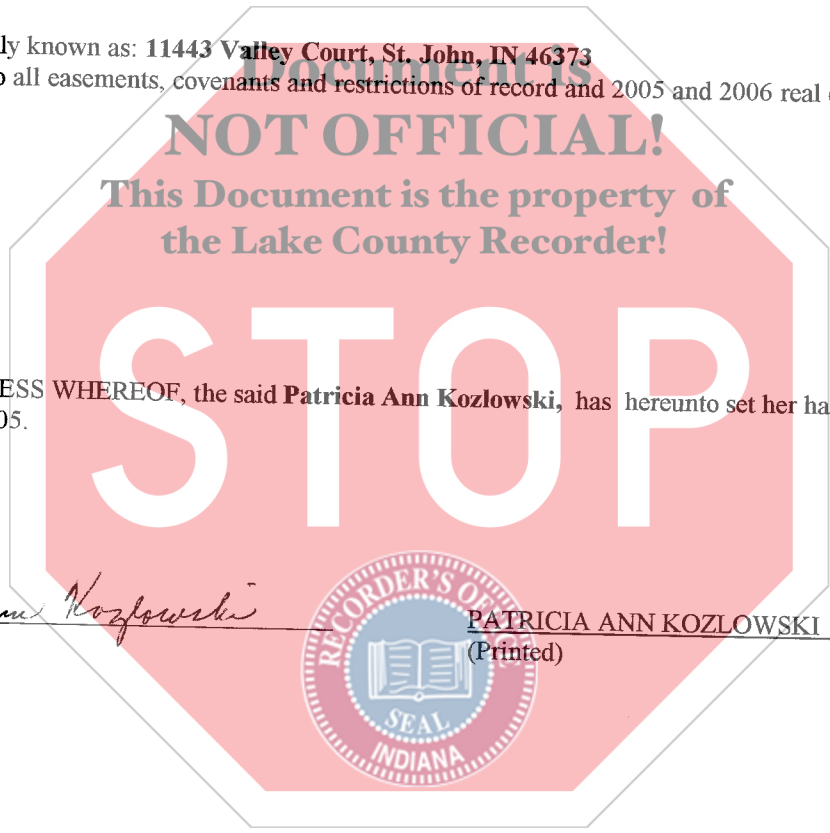 ly known as: 11443 Valley Court, St. John, IN 46373
o all easements, covenants and restrictions of record and 2005 and 2006 real
Document is
NOT OFFICIAL!
This Document is the property of
the Lake County Recorder!
STOP
ESS WHEREOF, the said Patricia Ann Kozlowski, has hereunto set her ha
05.
Kozlowski
PATRICIA ANN KOZLOWSKI
(Printed)
RECORDER'S OFFICE
SEAL
INDIANA